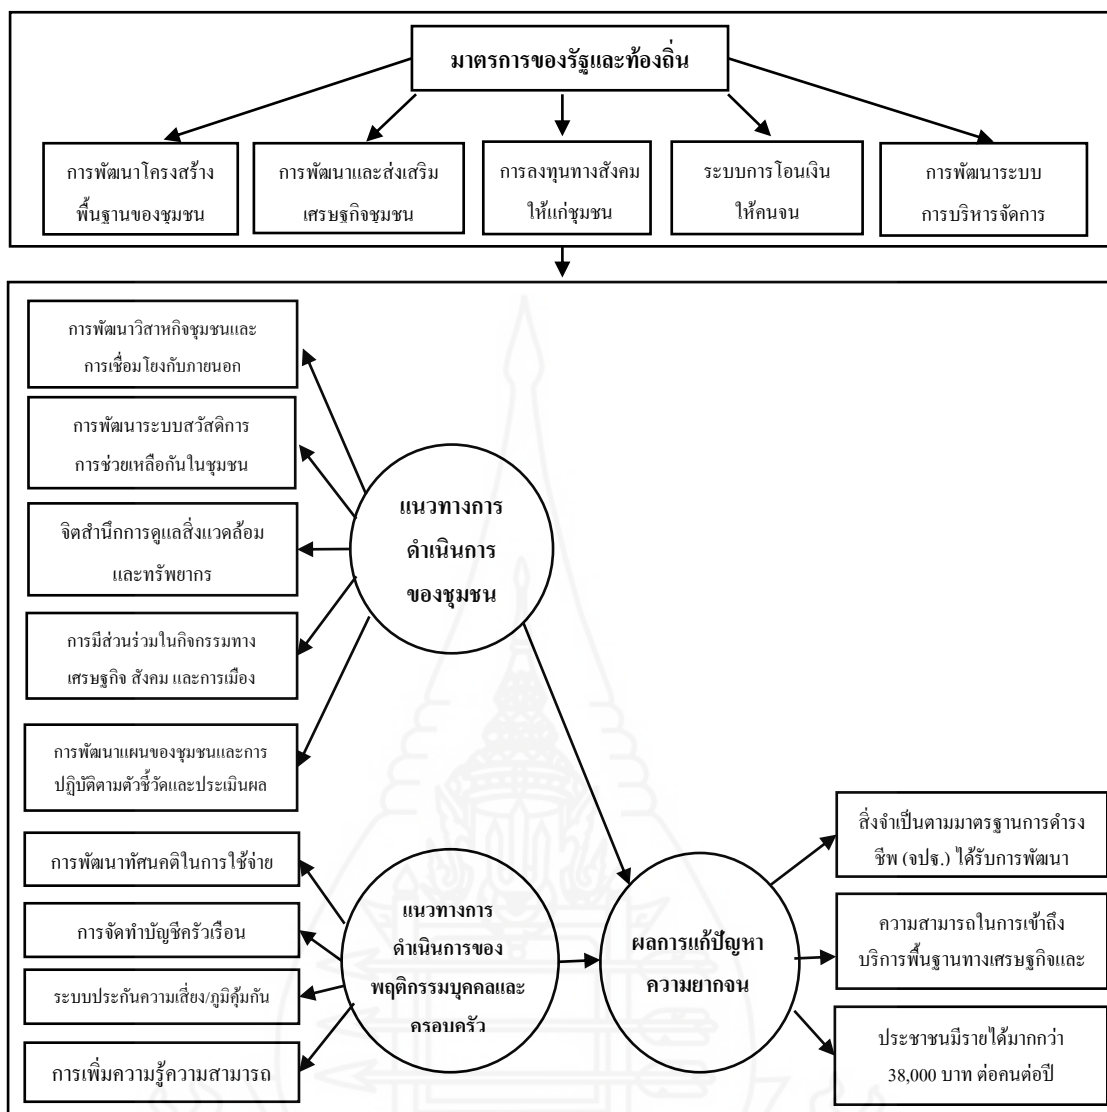 มาตรการของรัฐและท้องถิ่น
การพัฒนาโครงสร้าง
พื้นฐานของชุมชน
การพัฒนาและส่งเสริม
เศรษฐกิจชุมชน
การลงทุนทางสังคม
ให้แก่ชุมชน
ระบบการโอนเงิน
ให้คนจน
การพัฒนาระบบ
การบริหารจัดการ
การพัฒนาวิสาหกิจชุมชนและ
การเชื่อมโยงกับภายนอก
การพัฒนาระบบสวัสดิการ
การช่วยเหลือกันในชุมชน
จิตสำนึกการดูแลสิ่งแวดล้อม
และทรัพยากร
การมีส่วนร่วมในกิจกรรมทาง
เศรษฐกิจ สังคม และการเมือง
การพัฒนาแผนของชุมชนและการ
ปฏิบัติตามตัวชี้วัดและประเมินผล
แนวทางการ
ดำเนินการ
ของชุมชน
การพัฒนาทัศนคติในการใช้จ่าย
การจัดทำบัญชีครัวเรือน
ระบบประกันความเสี่ยง/ภูมิคุ้มกัน
การเพิ่มความรู้ความสามารถ
แนวทางการ
ดำเนินการของ
พฤติกรรมบุคคลและ
ครอบครัว
ผลการแก้ปัญหา
ความยากจน
สิ่งจำเป็นตามมาตรฐานการดำรง
ชีพ (จปฐ.) ได้รับการพัฒนา
ความสามารถในการเข้าถึง
บริการพื้นฐานทางเศรษฐกิจและ
ประชาชนมีรายได้มากกว่า
38,000 บาท ต่อคนต่อปี